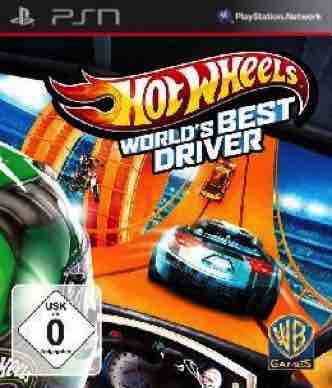 PSN
PlayStation.Network
HOT WHEELS
WORLD'S BEST
DRIVER
USK
0
WB
GAMES